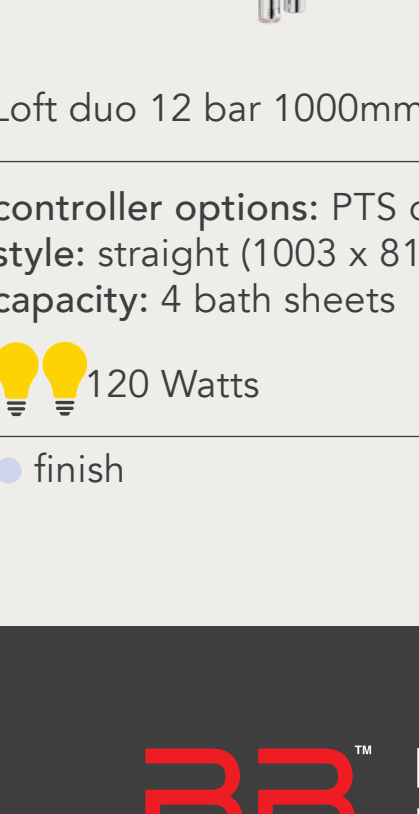 Loft duo 12 bar 1000mm
controller options: PTS
style: straight (1003 x 81
capacity: 4 bath sheets
120 Watts
finish
™